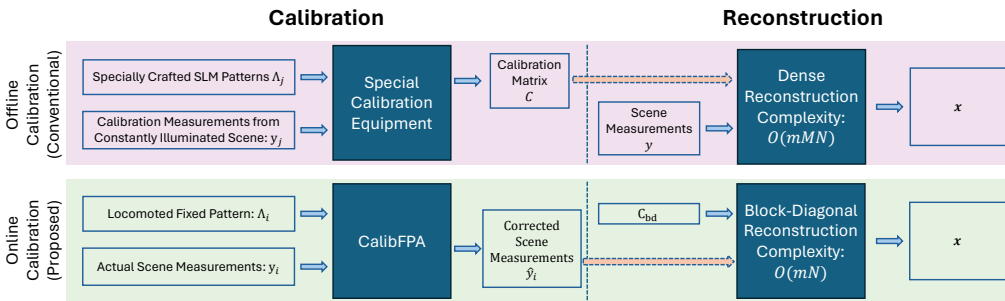 Calibration
Reconstruction
Offline
Calibration
(Conventional)
Specially Crafted SLM Patterns Λ_j
Calibration Measurements from
Constantly Illuminated Scene: y_j
Special
Calibration
Equipment
Calibration
Matrix
C
Scene
Measurements
y
Dense
Reconstruction
Complexity:
O(mMN)
x
Online
Calibration
(Proposed)
Locomoted Fixed Pattern: Λ_i
Actual Scene Measurements: y_i
CalibFPA
Corrected
Scene
Measurements
ŷ_i
C_bd
Block-Diagonal
Reconstruction
Complexity:
O(mN)
x